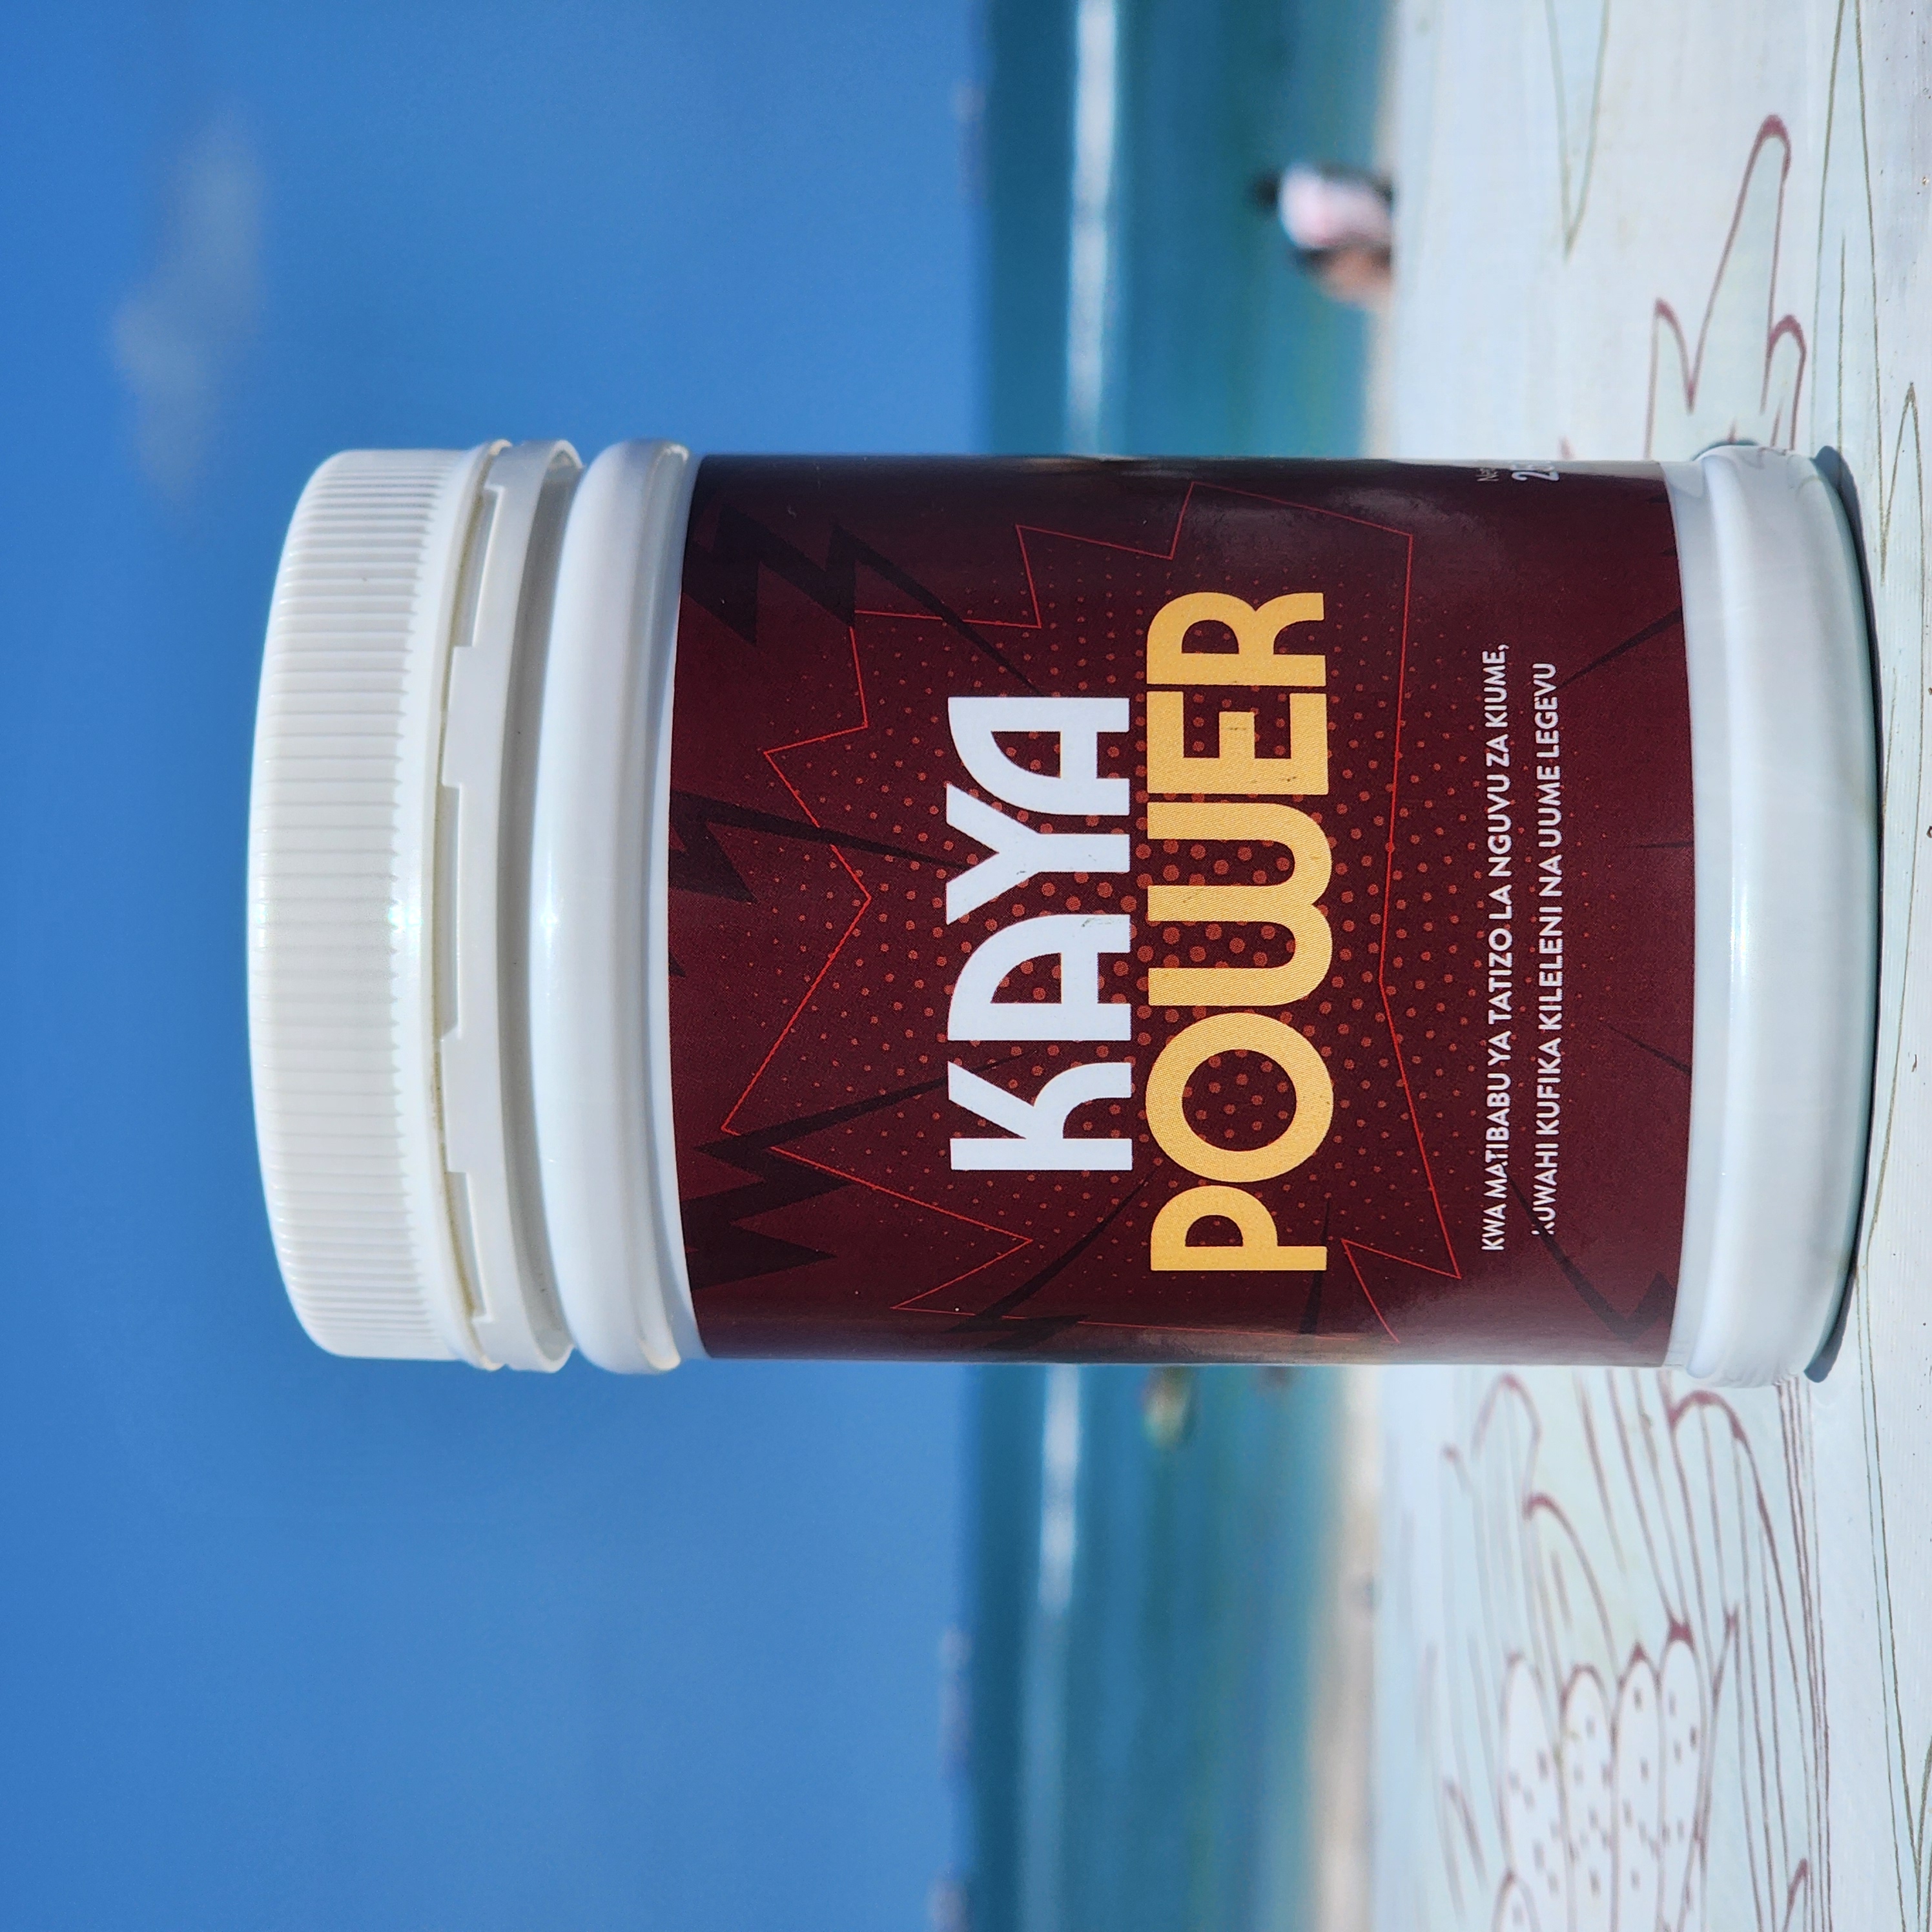 KAYA
POWER
KWA MATIBABU YA TATIZO LA NGUVU ZA KIUME,
KUWAHI KUFIKA KILELENI NA UUME LEGEVU